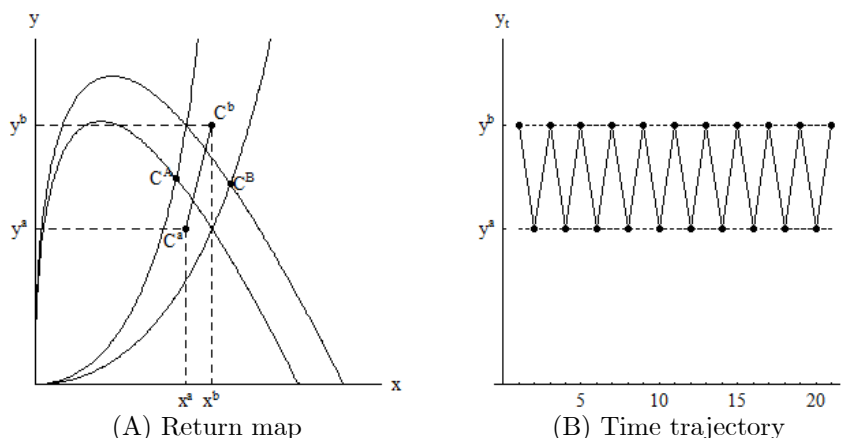 y
y_t
y^b
C^b
y^b
C^A
C^B
y^a
C^a
y^a
x
x^a x^b
5 10 15 20
(A) Return map
(B) Time trajectory